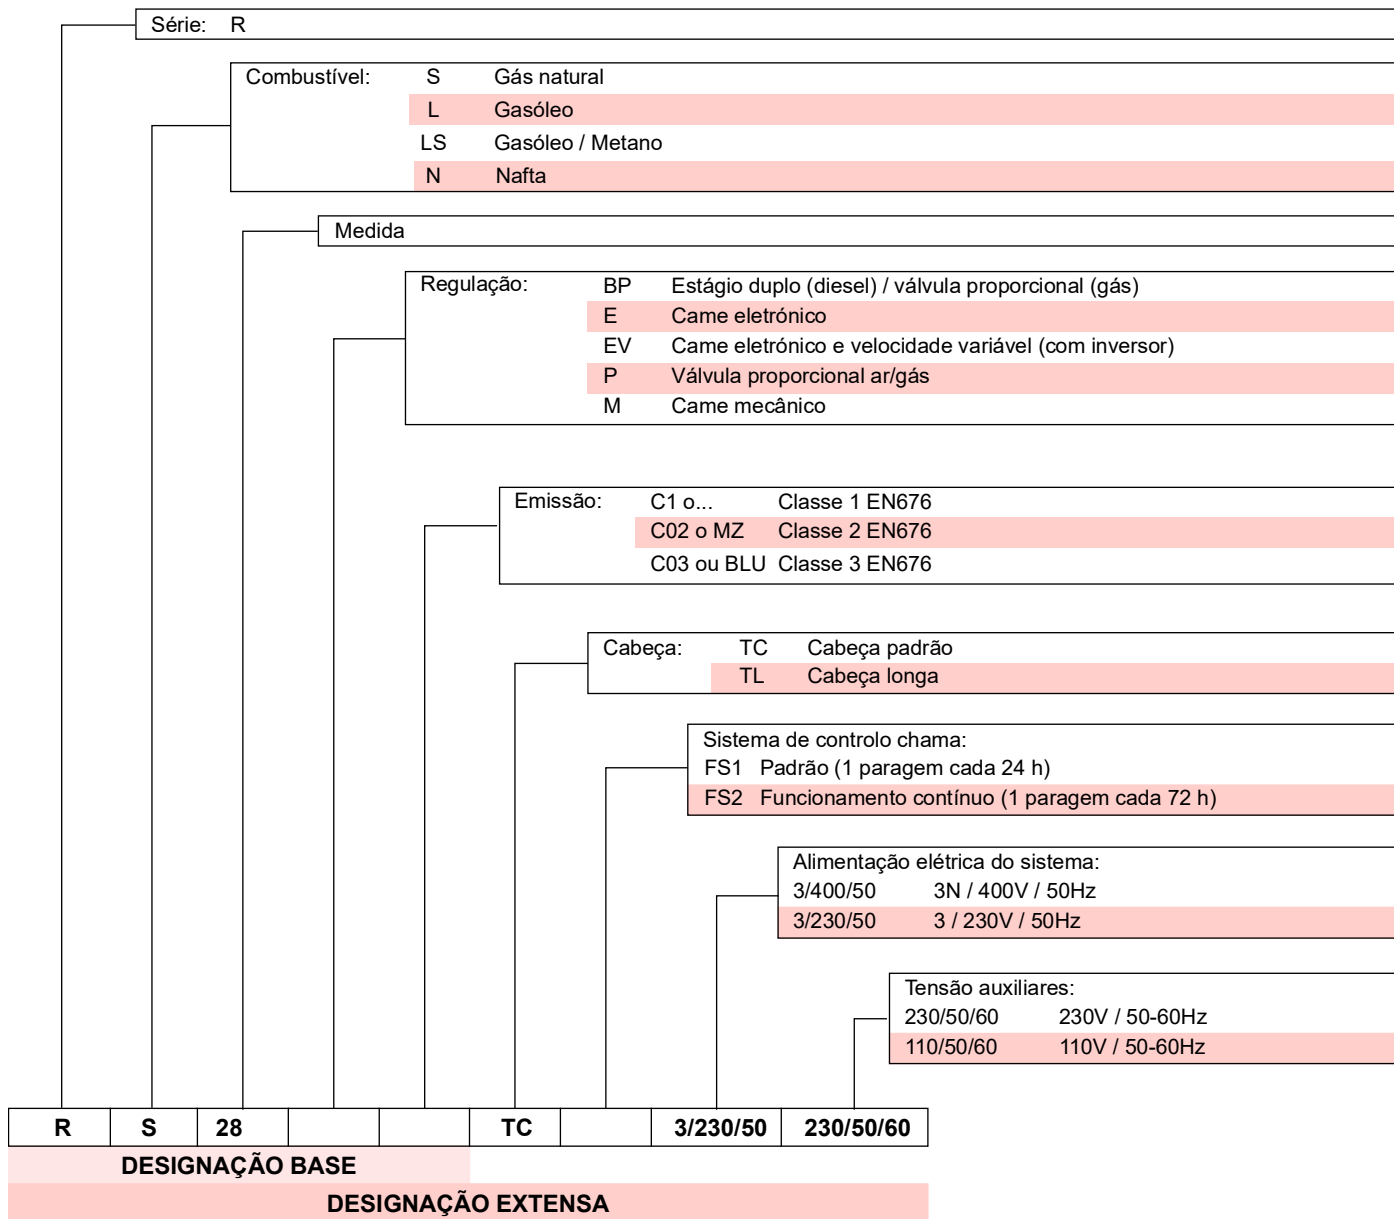 Série: R
Combustível: S Gás natural
L Gasóleo
LS Gasóleo / Metano
N Nafta
Medida
Regulação: BP Estágio duplo (diesel) / válvula proporcional (gás)
E Came eletrónico
EV Came eletrónico e velocidade variável (com inversor)
P Válvula proporcional ar/gás
M Came mecânico
Emissão: C1 o... Classe 1 EN676
C02 o MZ Classe 2 EN676
C03 ou BLU Classe 3 EN676
Cabeça: TC Cabeça padrão
TL Cabeça longa
Sistema de controlo chama:
FS1 Padrão (1 paragem cada 24 h)
FS2 Funcionamento contínuo (1 paragem cada 72 h)
Alimentação elétrica do sistema:
3/400/50 3N / 400V / 50Hz
3/230/50 3 / 230V / 50Hz
Tensão auxiliares:
230/50/60 230V / 50-60Hz
110/50/60 110V / 50-60Hz
R S 28 TC 3/230/50 230/50/60
DESIGNAÇÃO BASE
DESIGNAÇÃO EXTENSA